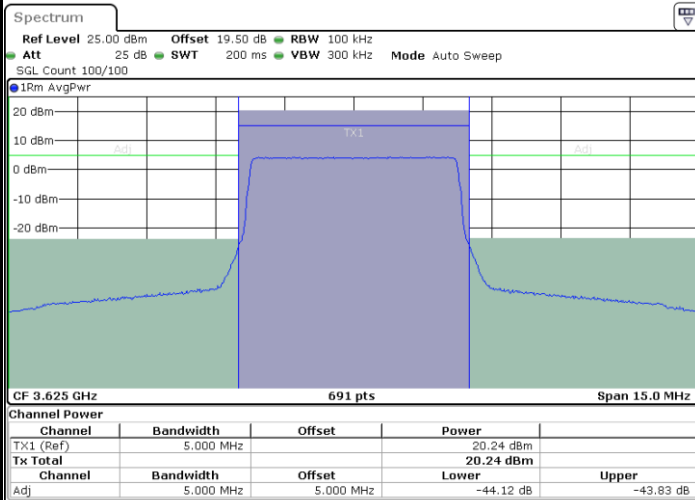 Spectrum
Ref Level 25.00 dBm Offset 19.50 dB RBW 100 kHz
Att 25 dB SWT 200 ms VBW 300 kHz Mode Auto Sweep
SGL Count 100/100
1Rm AvgPwr
20 dBm
TX1
10 dBm
Adj Adj
0 dBm
-10 dBm
-20 dBm
CF 3.625 GHz 691 pts Span 15.0 MHz
Channel Power
Channel Bandwidth Offset Power
TX1 (Ref) 5.000 MHz 20.24 dBm
Tx Total 20.24 dBm
Channel Bandwidth Offset Lower Upper
Adj 5.000 MHz 5.000 MHz -44.12 dB -43.83 dB